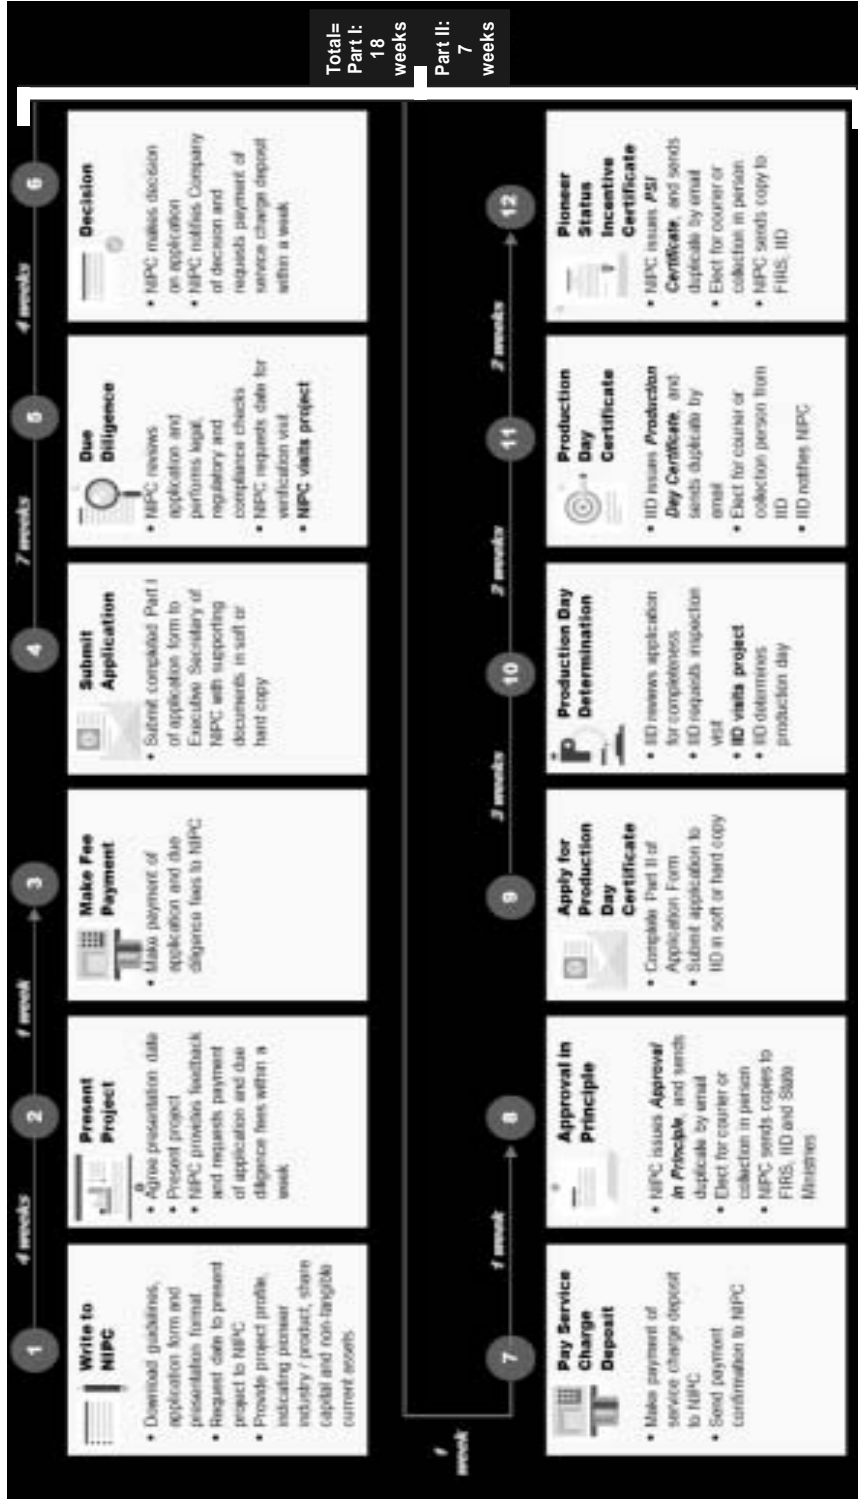 1
4 weeks
2
1 week
3
4
7 weeks
5
4 weeks
6
Write to
NIPC
• Download guidelines,
application form and
presentation format
• Request date to present
project to NIPC
• Provide project profile,
indicating pioneer
industry / product, share
capital and non-tangible
current assets
Present
Project
• Agree presentation date
• Present project
• NIPC provides feedback
and requests payment
of application and due
diligence fees within a
week
Make Fee
Payment
• Make payment of
application and due
diligence fees to NIPC
Submit
Application
• Submit completed Part I
of application form to
Executive Secretary of
NIPC with supporting
documents in soft or
hard copy
Due
Diligence
• NIPC reviews
application and
performs legal,
regulatory and
compliance checks
• NIPC requests date for
verification visit
• NIPC visits project
Decision
• NIPC makes decision
on application
• NIPC notifies Company
of decision and
requests payment of
service charge deposit
within a week
Total=
Part I:
18
weeks
Part II:
7
weeks
1
week
7
1 week
8
9
3 weeks
10
2 weeks
11
2 weeks
12
Pay Service
Charge
Deposit
• Make payment of
service charge deposit
to NIPC
• Send payment
confirmation to NIPC
Approval in
Principle
• NIPC issues Approval
in Principle, and sends
duplicate by email
• Elect for courier or
collection in person
• NIPC sends copies to
FIRS, IID and State
Ministries
Apply for
Production
Day
Certificate
• Complete Part II of
Application Form
• Submit application to
IID in soft or hard copy
Production Day
Determination
• IID reviews application
for completeness
• IID requests inspection
visit
• IID visits project
• IID determines
production day
Production
Day
Certificate
• IID issues Production
Day Certificate, and
sends duplicate by
email
• Elect for courier or
collection person from
IID
• IID notifies NIPC
Pioneer
Status
Incentive
Certificate
• NIPC issues PSI
Certificate, and sends
duplicate by email
• Elect for courier or
collection in person
• NIPC sends copy to
FIRS, IID